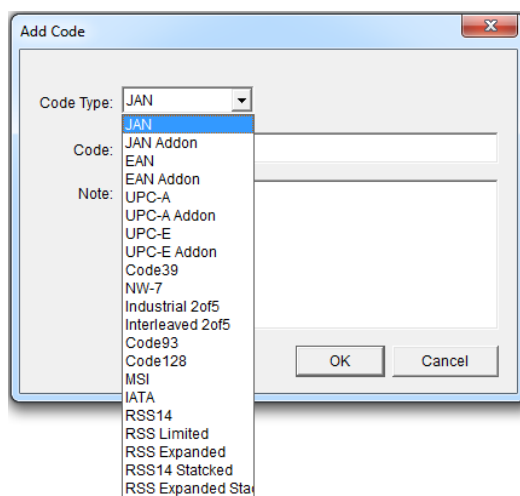 Add Code
Code Type: JAN
JAN
JAN Addon
Code:
EAN
EAN Addon
Note:
UPC-A
UPC-A Addon
UPC-E
UPC-E Addon
Code39
NW-7
Industrial 2of5
Interleaved 2of5
Code93
Code128
OK Cancel
MSI
IATA
RSS14
RSS Limited
RSS Expanded
RSS14 Statcked
RSS Expanded